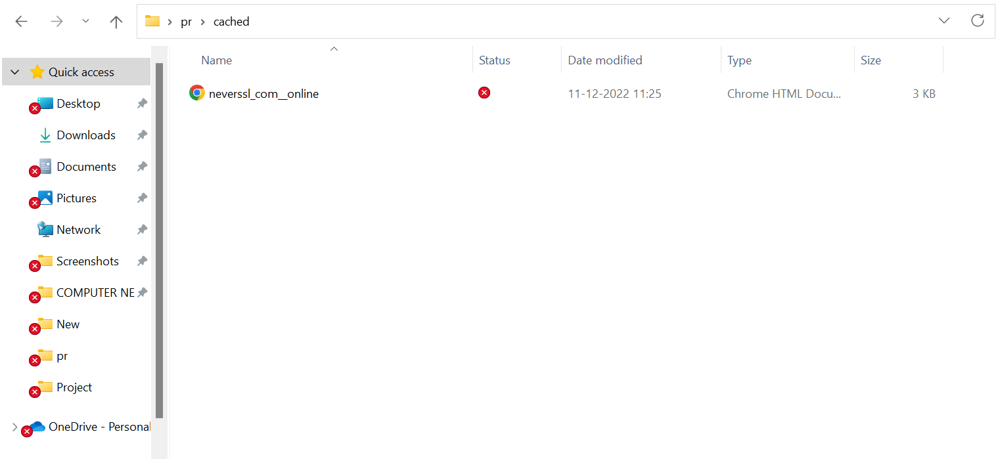 pr > cached
Name
Status
Date modified
Type
Size
Quick access
neverssl_com__online
11-12-2022 11:25
Chrome HTML Docu...
3 KB
Desktop
Downloads
Documents
Pictures
Network
Screenshots
COMPUTER NE
New
pr
Project
OneDrive - Personal